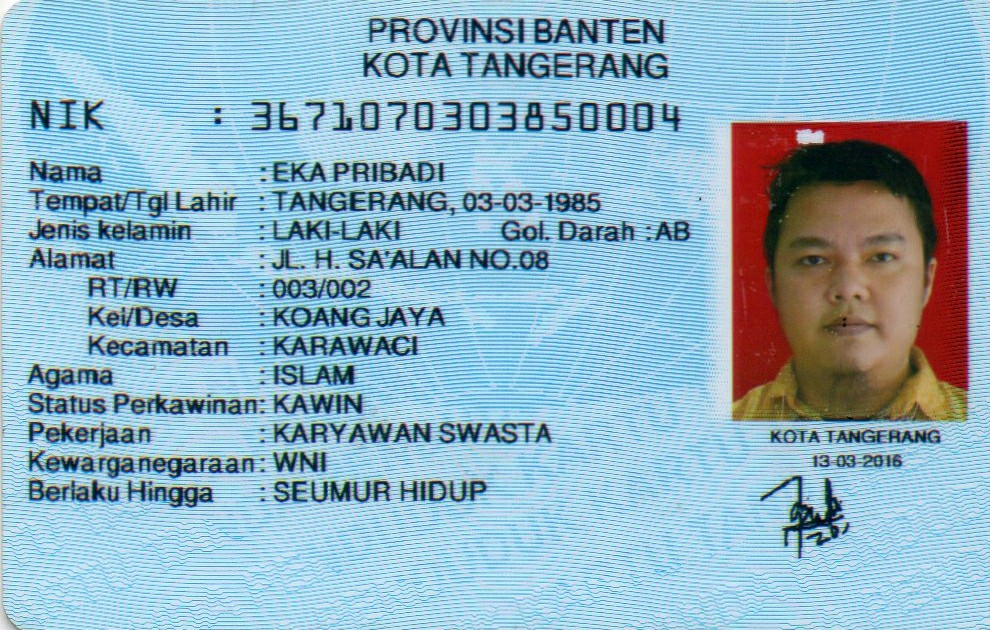 PROVINSI BANTEN
KOTA TANGERANG
NIK : 3671070303850004
Nama : EKA PRIBADI
Tempat/Tgl Lahir : TANGERANG, 03-03-1985
Jenis kelamin : LAKI-LAKI Gol. Darah : AB
Alamat : JL. H. SA'ALAN NO.08
RT/RW : 003/002
Kel/Desa : KOANG JAYA
Kecamatan : KARAWACI
Agama : ISLAM
Status Perkawinan: KAWIN
Pekerjaan : KARYAWAN SWASTA
Kewarganegaraan: WNI
Berlaku Hingga : SEUMUR HIDUP
KOTA TANGERANG
13-03-2016